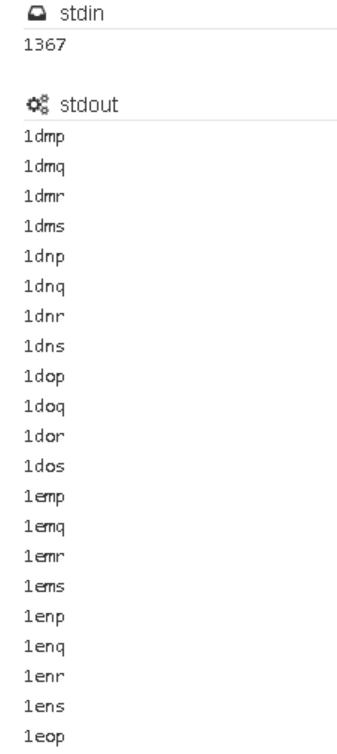 stdin
1367
stdout
1dmp
1dmq
1dmr
1dms
1dnp
1dnq
1dnr
1dns
1dop
1doq
1dor
1dos
1emp
1emq
1emr
1ems
1enp
1enq
1enr
1ens
1eop